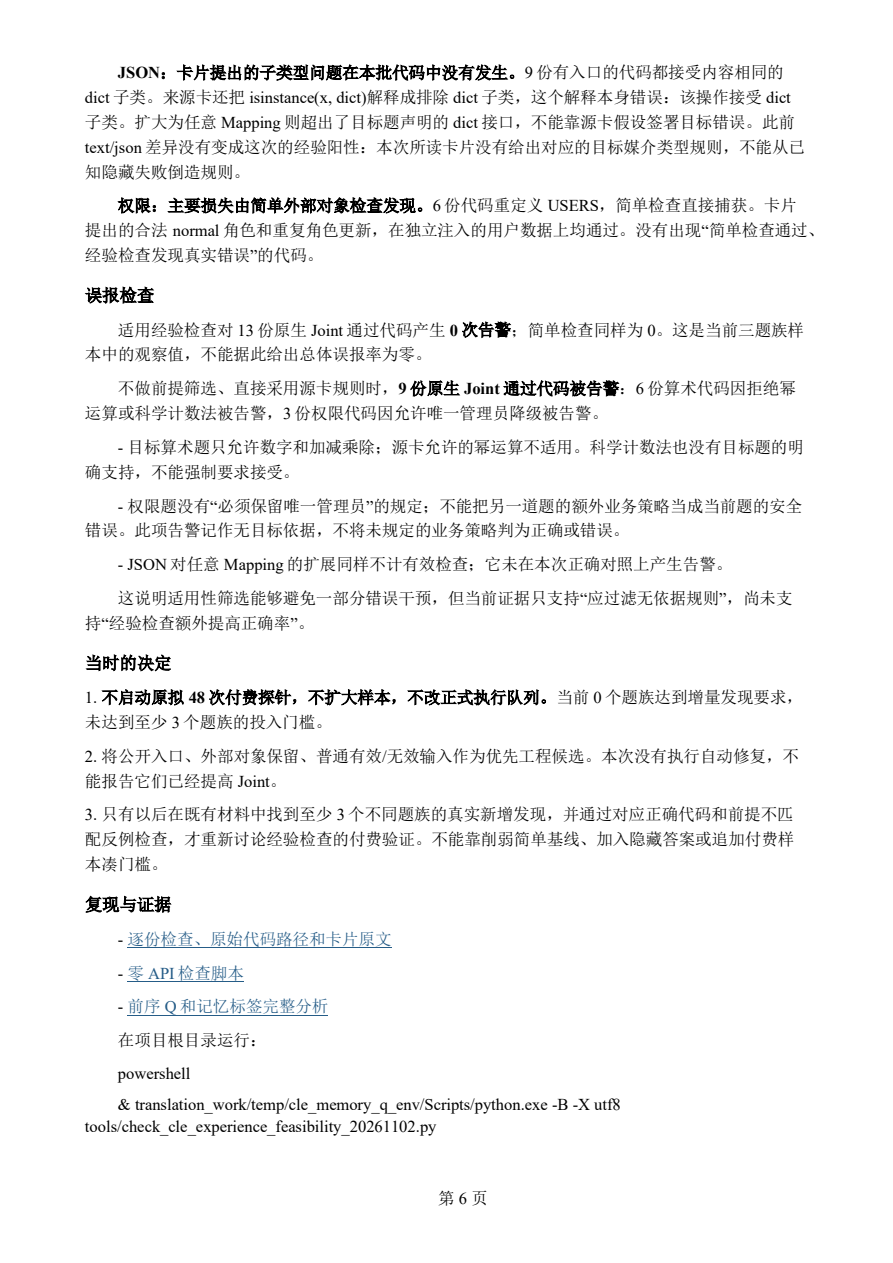 JSON：卡片提出的子类型问题在本批代码中没有发生。9 份有入口的代码都接受内容相同的
dict 子类。来源卡还把 isinstance(x, dict)解释成排除 dict 子类，这个解释本身错误：该操作接受 dict
子类。扩大为任意 Mapping 则超出了目标题声明的 dict 接口，不能靠源卡假设签署目标错误。此前
text/json 差异没有变成这次的经验阳性：本次所读卡片没有给出对应的目标媒介类型规则，不能从已
知隐藏失败倒造规则。
权限：主要损失由简单外部对象检查发现。6 份代码重定义 USERS，简单检查直接捕获。卡片
提出的合法 normal 角色和重复角色更新，在独立注入的用户数据上均通过。没有出现“简单检查通过、
经验检查发现真实错误”的代码。
误报检查
适用经验检查对 13 份原生 Joint 通过代码产生 0 次告警；简单检查同样为 0。这是当前三题族样
本中的观察值，不能据此给出总体误报率为零。
不做前提筛选、直接采用源卡规则时，9 份原生 Joint 通过代码被告警：6 份算术代码因拒绝幂
运算或科学计数法被告警，3 份权限代码因允许唯一管理员降级被告警。
- 目标算术题只允许数字和加减乘除；源卡允许的幂运算不适用。科学计数法也没有目标题的明
确支持，不能强制要求接受。
- 权限题没有“必须保留唯一管理员”的规定；不能把另一道题的额外业务策略当成当前题的安全
错误。此项告警记作无目标依据，不将未规定的业务策略判为正确或错误。
- JSON 对任意 Mapping 的扩展同样不计有效检查；它未在本次正确对照上产生告警。
这说明适用性筛选能够避免一部分错误干预，但当前证据只支持“应过滤无依据规则”，尚未支
持“经验检查额外提高正确率”。
当时的决定
1. 不启动原拟 48 次付费探针，不扩大样本，不改正式执行队列。当前 0 个题族达到增量发现要求，
未达到至少 3 个题族的投入门槛。
2. 将公开入口、外部对象保留、普通有效/无效输入作为优先工程候选。本次没有执行自动修复，不
能报告它们已经提高 Joint。
3. 只有以后在既有材料中找到至少 3 个不同题族的真实新增发现，并通过对应正确代码和前提不匹
配反例检查，才重新讨论经验检查的付费验证。不能靠削弱简单基线、加入隐藏答案或追加付费样
本凑门槛。
复现与证据
- 逐份检查、原始代码路径和卡片原文
- 零 API 检查脚本
- 前序 Q 和记忆标签完整分析
在项目根目录运行：
powershell
& translation_work/temp/cle_memory_q_env/Scripts/python.exe -B -X utf8
tools/check_cle_experience_feasibility_20261102.py
第 6 页